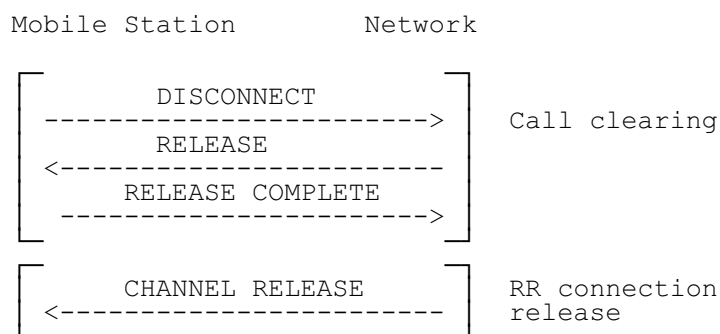 Mobile Station Network
DISCONNECT
------------------------> Call clearing
RELEASE
<------------------------
RELEASE COMPLETE
----------------------->
CHANNEL RELEASE RR connection
<------------------------ release